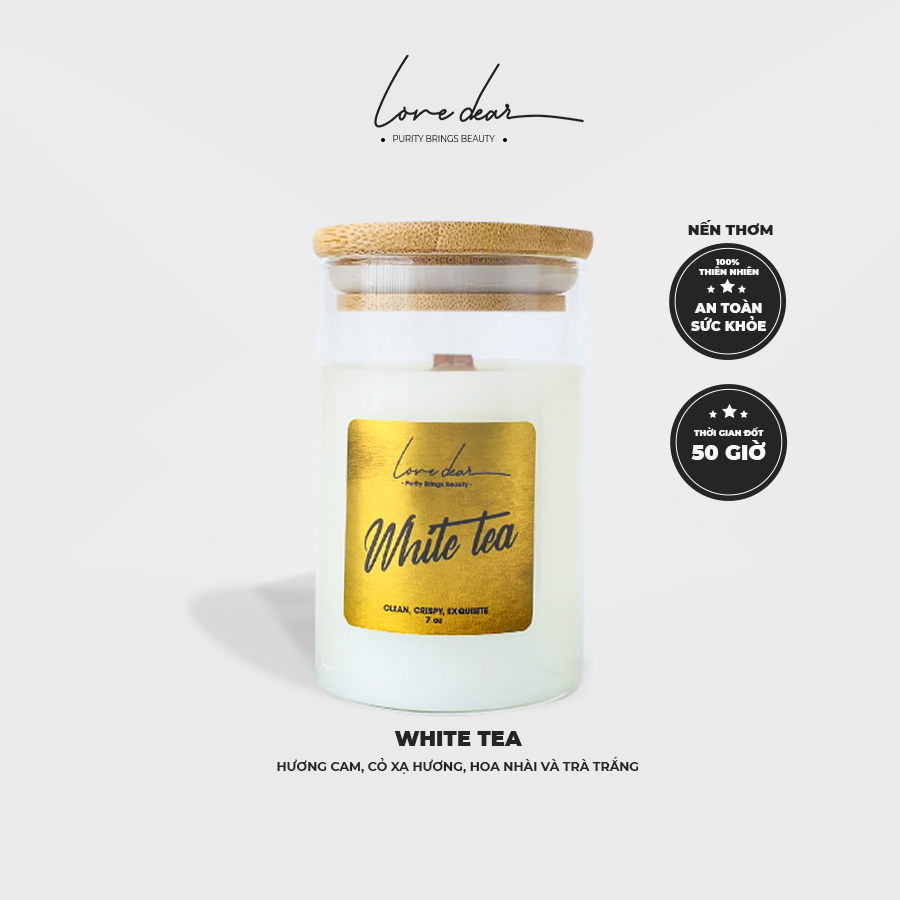 Love dear
• PURITY BRINGS BEAUTY •
NẾN THƠM
100%
THIÊN NHIÊN
AN TOÀN
SỨC KHỎE
THỜI GIAN ĐỐT
50 GIỜ
Love dear
- Purity Brings Beauty -
White tea
CLEAN, CRISPY, EXQUISITE
7 oz
WHITE TEA
HƯƠNG CAM, CỎ XẠ HƯƠNG, HOA NHÀI VÀ TRÀ TRẮNG